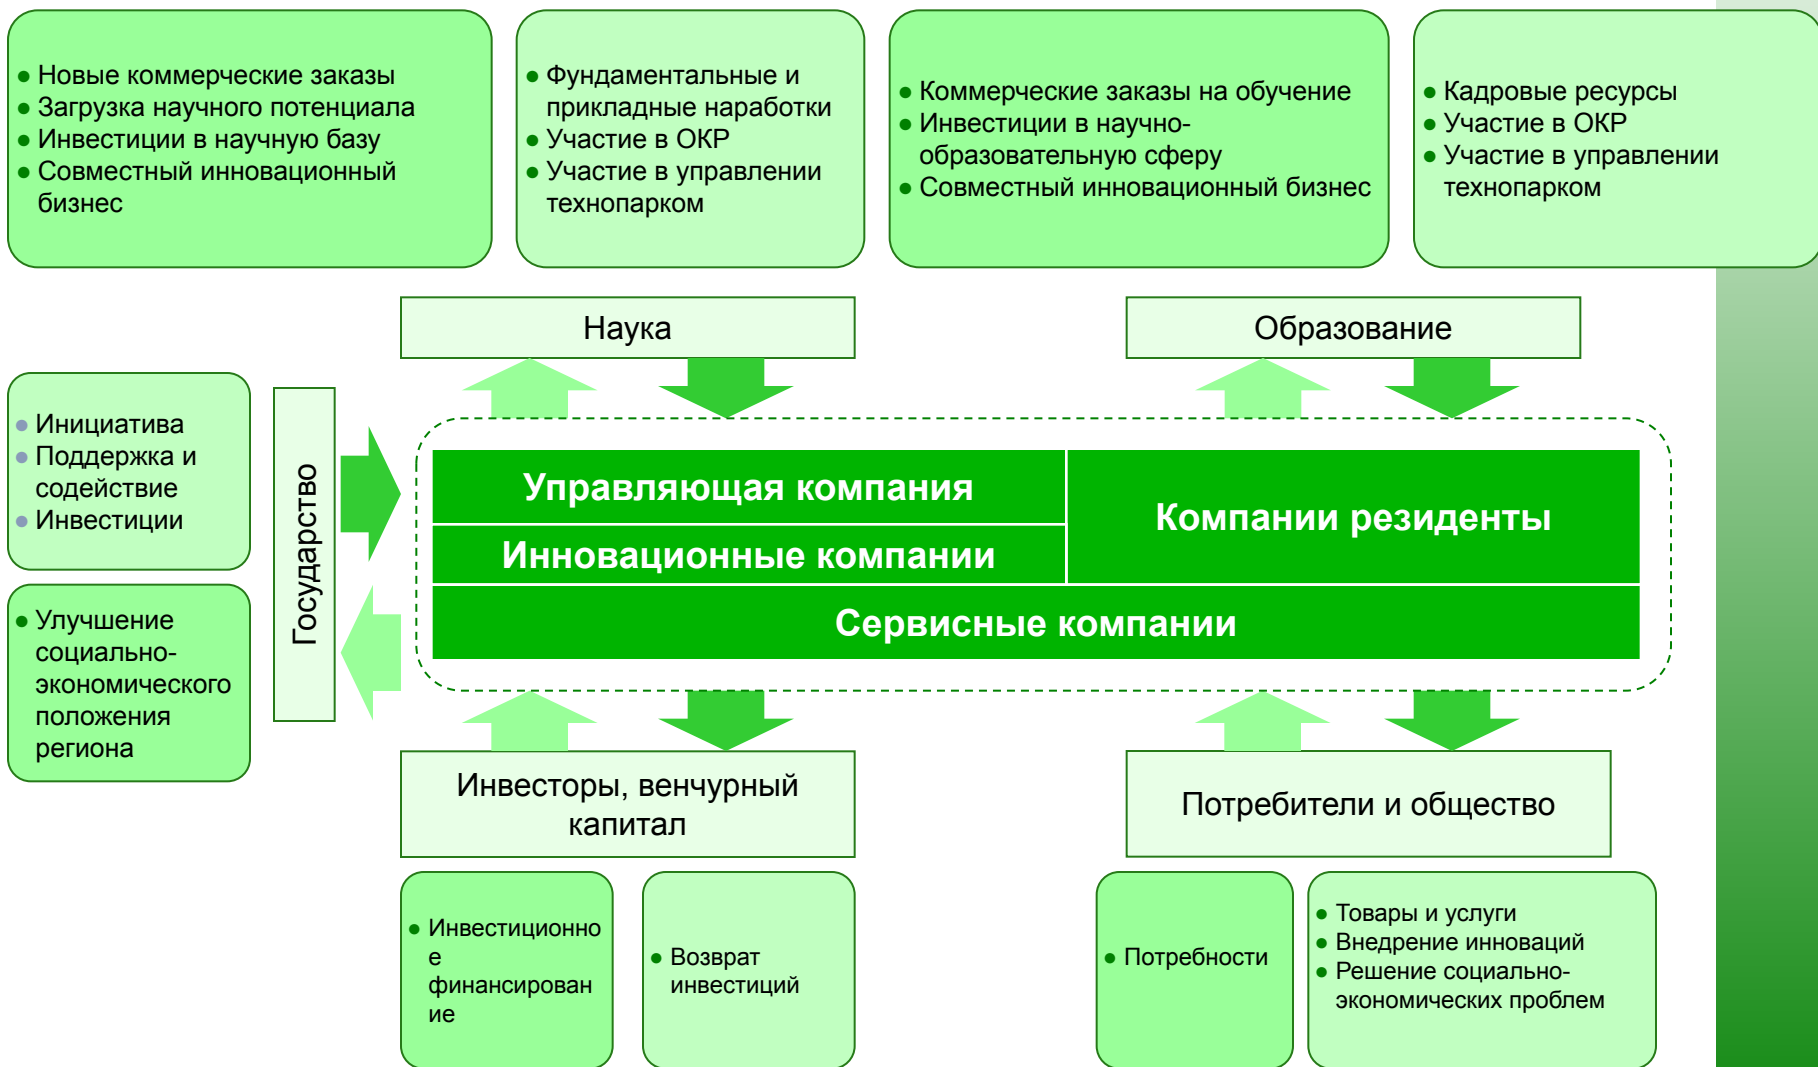 Новые коммерческие заказы
Загрузка научного потенциала
Инвестиции в научную базу
Совместный инновационный
бизнес
Фундаментальные и
прикладные наработки
Участие в ОКР
Участие в управлении
технопарком
Коммерческие заказы на обучение
Инвестиции в научно-
образовательную сферу
Совместный инновационный бизнес
Кадровые ресурсы
Участие в ОКР
Участие в управлении
технопарком
Наука
Образование
Инициатива
Поддержка и
содействие
Инвестиции
Улучшение
социально-
экономического
положения
региона
Государство
Управляющая компания
Инновационные компании
Компании резиденты
Сервисные компании
Инвесторы, венчурный
капитал
Потребители и общество
Инвестиционно
е
финансирован
ие
Возврат
инвестиций
Потребности
Товары и услуги
Внедрение инноваций
Решение социально-
экономических проблем